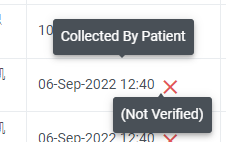 10
Collected By Patient
06-Sep-2022 12:40
(Not Verified)
06-Sep-2022 12:40